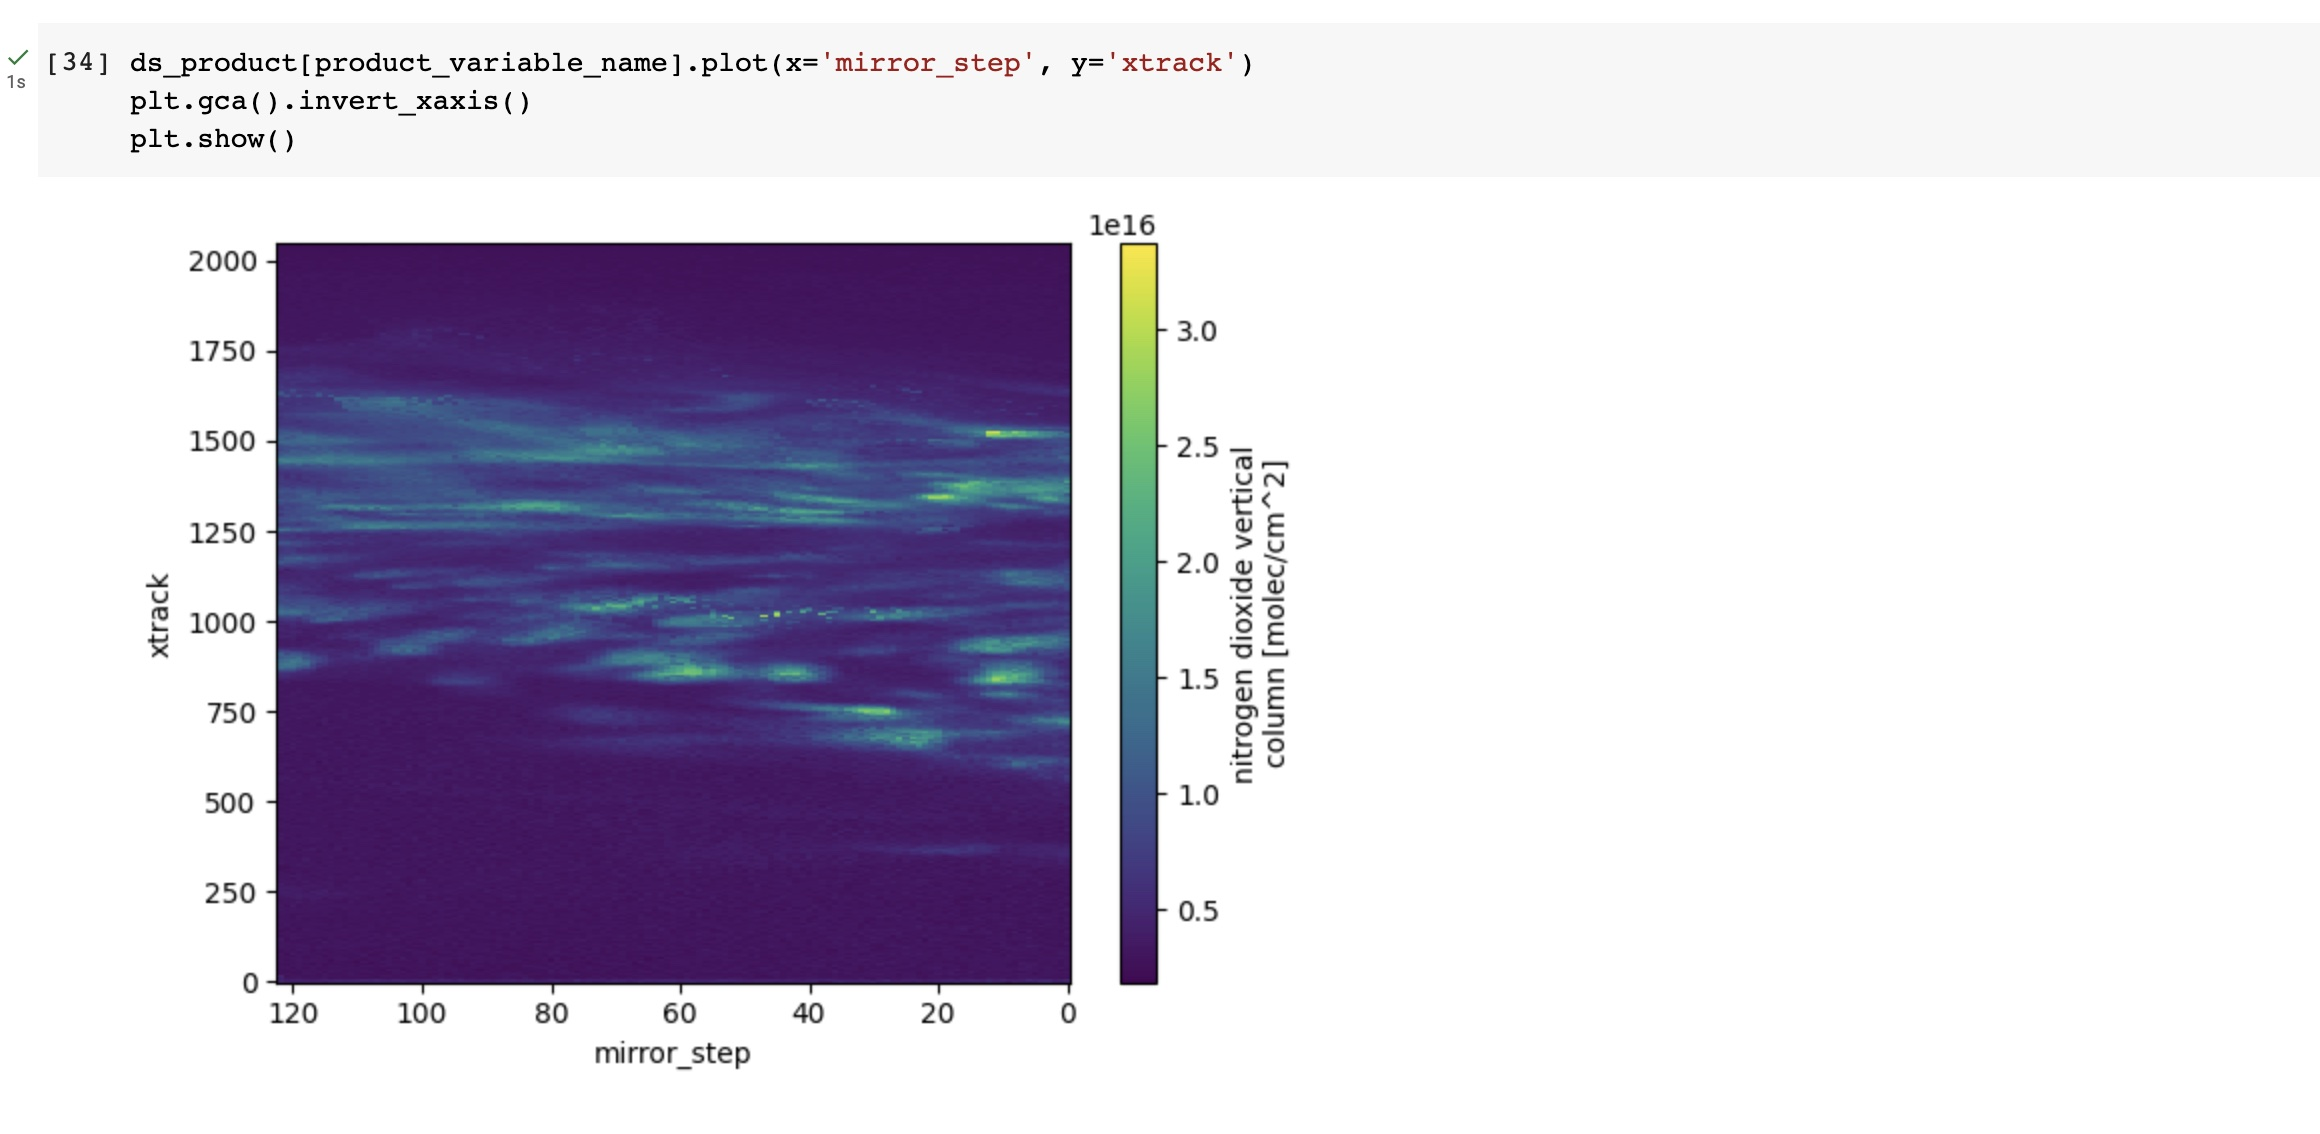 [34] ds_product[product_variable_name].plot(x='mirror_step', y='xtrack')
1s
plt.gca().invert_xaxis()
plt.show()
1e16
2000
1750
1500
1250
1000
750
500
250
0
xtrack
120 100 80 60 40 20 0
mirror_step
3.0
2.5
2.0
1.5
1.0
0.5
nitrogen dioxide vertical
column [molec/cm^2]